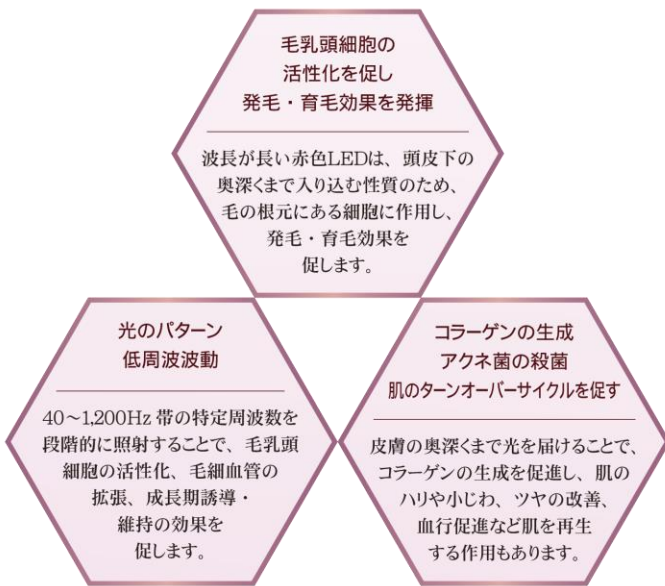 毛乳頭細胞の
活性化を促し
発毛・育毛効果を発揮
波長が長い赤色LEDは、頭皮下の
奥深くまで入り込む性質のため、
毛の根元にある細胞に作用し、
発毛・育毛効果を
促します。
光のパターン
低周波波動
40～1,200Hz 帯の特定周波数を
段階的に照射することで、毛乳頭
細胞の活性化、毛細血管の
拡張、成長期誘導・
維持の効果を
促します。
コラーゲンの生成
アクネ菌の殺菌
肌のターンオーバーサイクルを促す
皮膚の奥深くまで光を届けることで、
コラーゲンの生成を促進し、肌の
ハリや小じわ、ツヤの改善、
血行促進など肌を再生
する作用もあります。